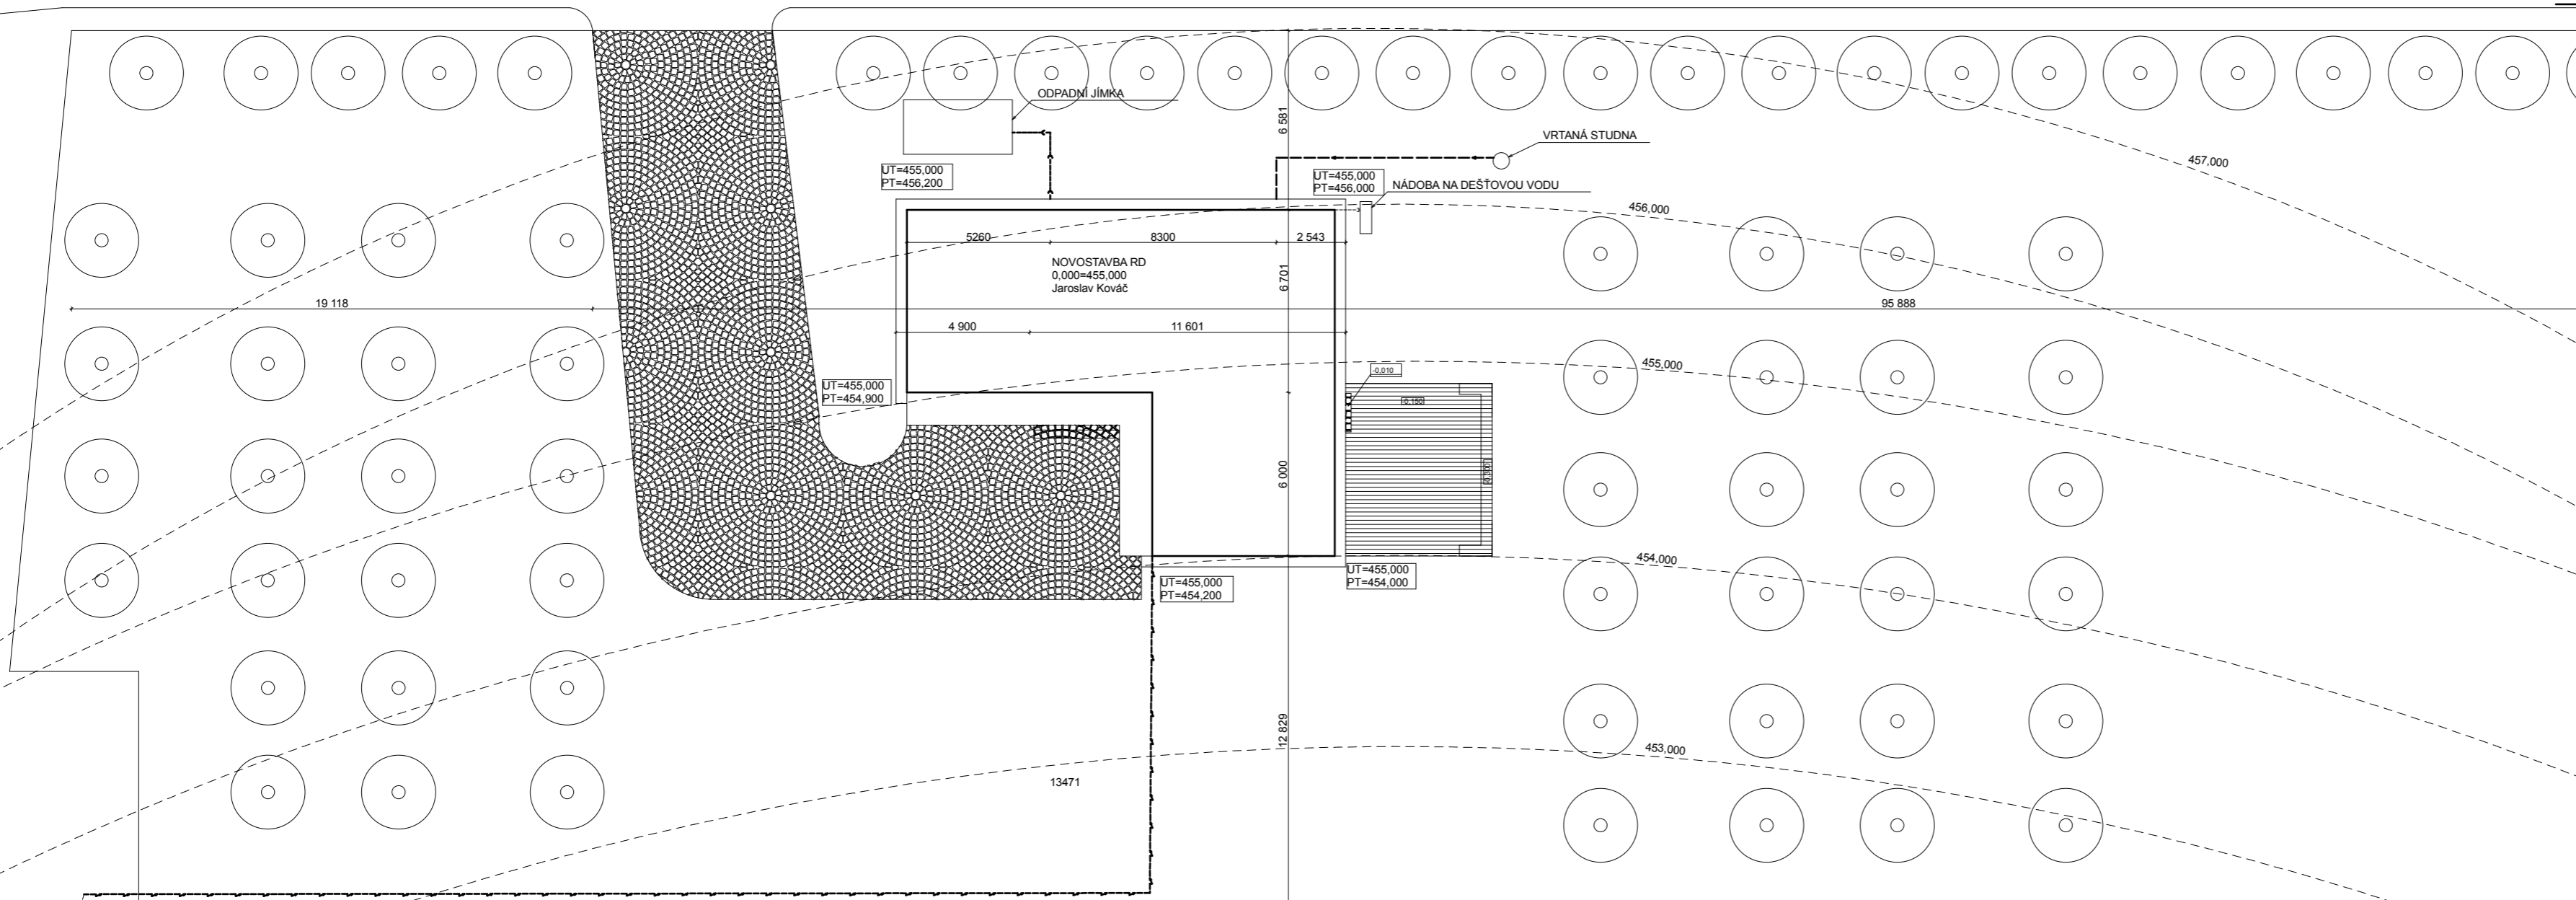 ODPADNÍ JÍMKA
6 581
VRTANÁ STUDNA
457,000
UT=455,000
PT=456,200
UT=455,000
PT=456,000
NÁDOBA NA DEŠŤOVOU VODU
456,000
5260
8300
2 543
NOVOSTAVBA RD
0,000=455,000
Jaroslav Kováč
6 701
19 118
95 888
4 900
11 601
455,000
-0,010
UT=455,000
PT=454,900
-0,150
6 000
-0,300
454,000
UT=455,000
PT=454,200
UT=455,000
PT=454,000
12 829
453,000
13471